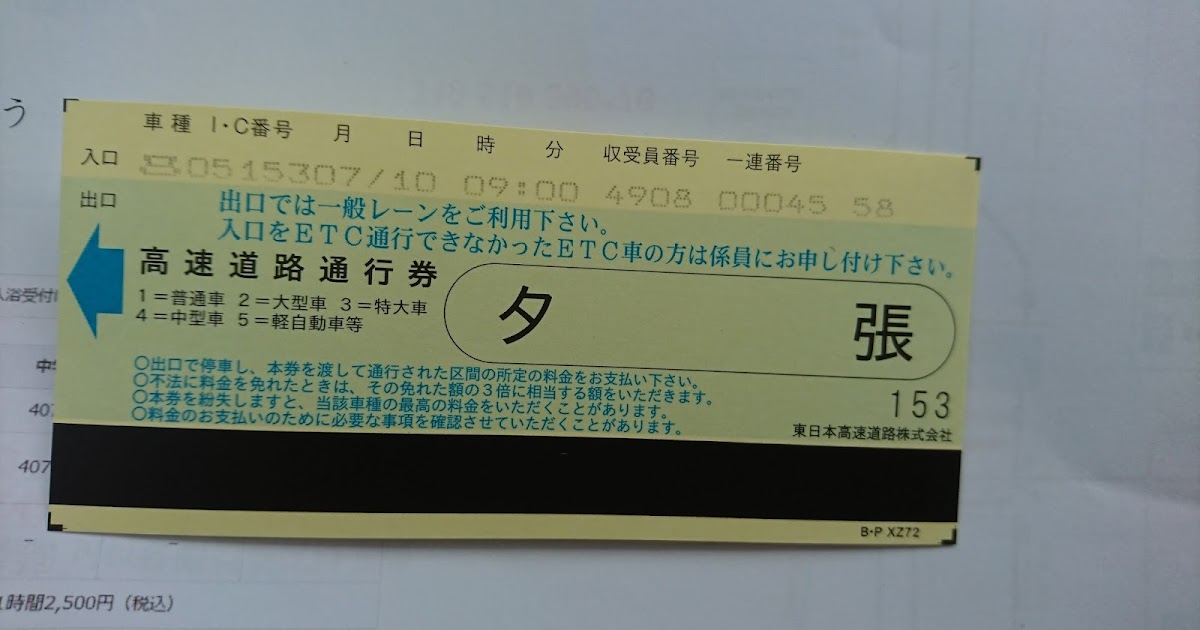 う
車種 I・C番号 月 日 時 分 収受員番号 一連番号
入口 0515307/10 09:00 4908 00045 58
出口 出口では一般レーンをご利用下さい。
入口をETC通行できなかったETC車の方は係員にお申し付け下さい。
高速道路通行券
1=普通車 2=大型車 3=特大車
4=中型車 5=軽自動車等
夕張
○出口で停車し、本券を渡して通行された区間の所定の料金をお支払い下さい。
○不法に料金を免れたときは、その免れた額の3倍に相当する額をいただきます。
○本券を紛失しますと、当該車種の最高の料金をいただくことがあります。
○料金のお支払いのために必要な事項を確認させていただくことがあります。
153
東日本高速道路株式会社
B・P XZ72
入浴受付
中
407
407
1時間2,500円(税込)